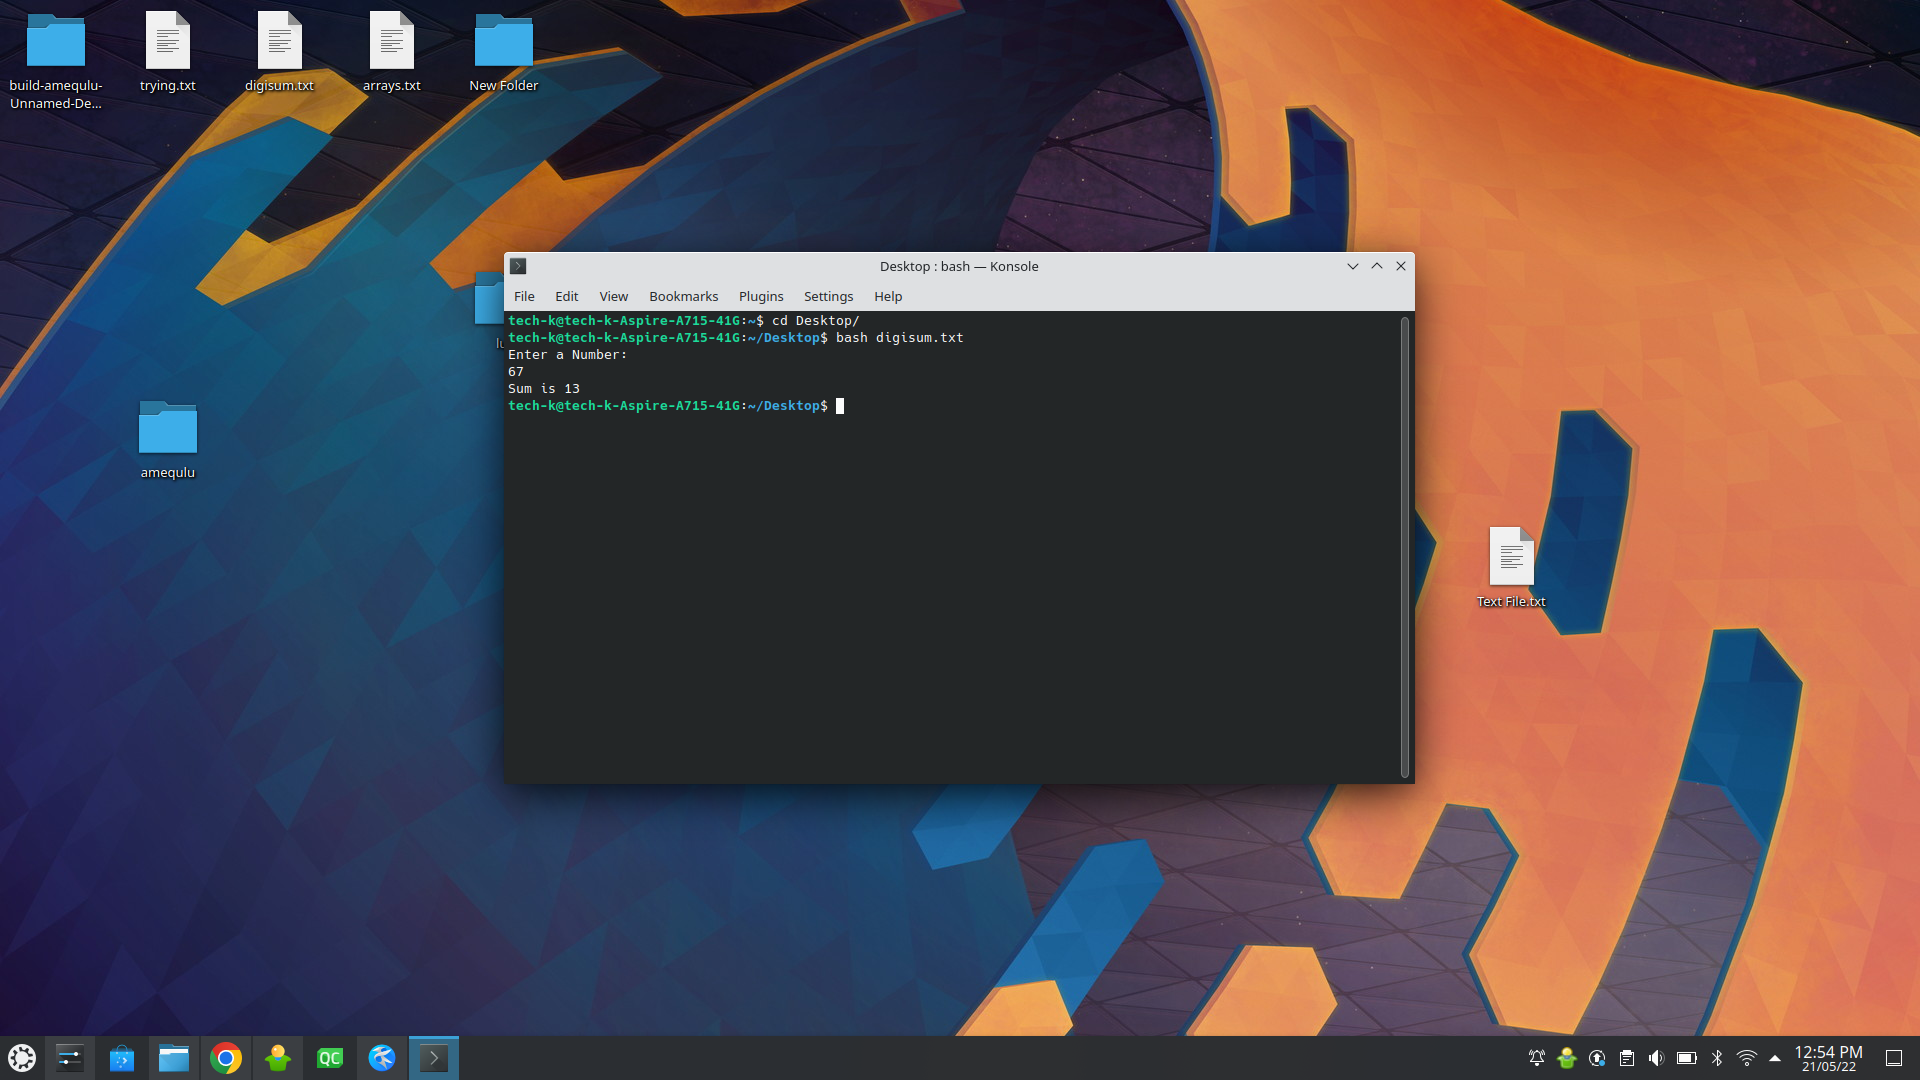 build-amequlu-
Unnamed-De...
trying.txt
digisum.txt
arrays.txt
New Folder
amequlu
Desktop : bash — Konsole
File Edit View Bookmarks Plugins Settings Help
tech-k@tech-k-Aspire-A715-41G:~$ cd Desktop/
tech-k@tech-k-Aspire-A715-41G:~/Desktop$ bash digisum.txt
Enter a Number:
67
Sum is 13
tech-k@tech-k-Aspire-A715-41G:~/Desktop$
Text File.txt
QC
12:54 PM
21/05/22